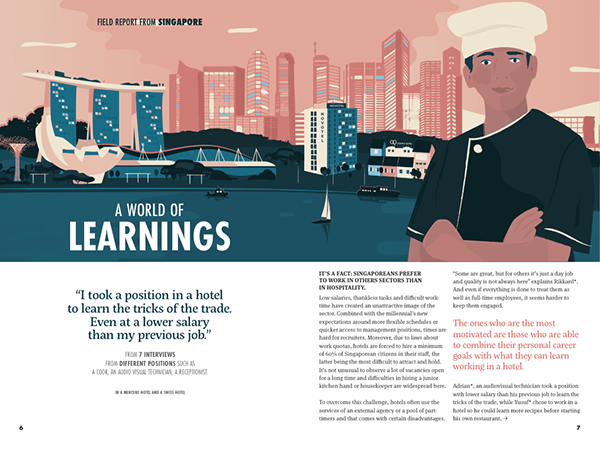 FIELD REPORT FROM SINGAPORE
NOVOTEL
A WORLD OF
LEARNINGS
“I took a position in a hotel
to learn the tricks of the trade.
Even at a lower salary
than my previous job.”
FROM 7 INTERVIEWS
FROM DIFFERENT POSITIONS SUCH AS
A COOK, AN AUDIO VISUAL TECHNICIAN, A RECEPTIONIST.
IN A MERCURE HOTEL AND A SWISS HOTEL
6
IT’S A FACT: SINGAPOREANS PREFER
TO WORK IN OTHERS SECTORS THAN
IN HOSPITALITY.
Low salaries, thankless tasks and difficult work-
time have created an unattractive image of the
sector. Combined with the millennial’s new
expectations around more flexible schedules or
quicker access to management positions, times are
hard for recruiters. Moreover, due to laws about
work quotas, hotels are forced to hire a minimum
of 60% of Singaporean citizens in their staff, the
latter being the most difficult to attract and hold.
It’s not unusual to observe a lot of vacancies open
for a long time and difficulties in hiring a junior
kitchen hand or housekeeper are widespread here.
To overcome this challenge, hotels often use the
services of an external agency or a pool of part-
timers and that comes with certain disadvantages.
“Some are great, but for others it’s just a day job
and quality is not always here” explains Rikkard*.
And even if everything is done to treat them as
well as full-time employees, it seems harder to
keep them engaged.
The ones who are the most
motivated are those who are able
to combine their personal career
goals with what they can learn
working in a hotel.
Adrian*, an audiovisual technician took a position
with lower salary than his previous job to learn the
tricks of the trade, while Yusuf* chose to work in a
hotel so he could learn more recipes before starting
his own restaurant. →
7